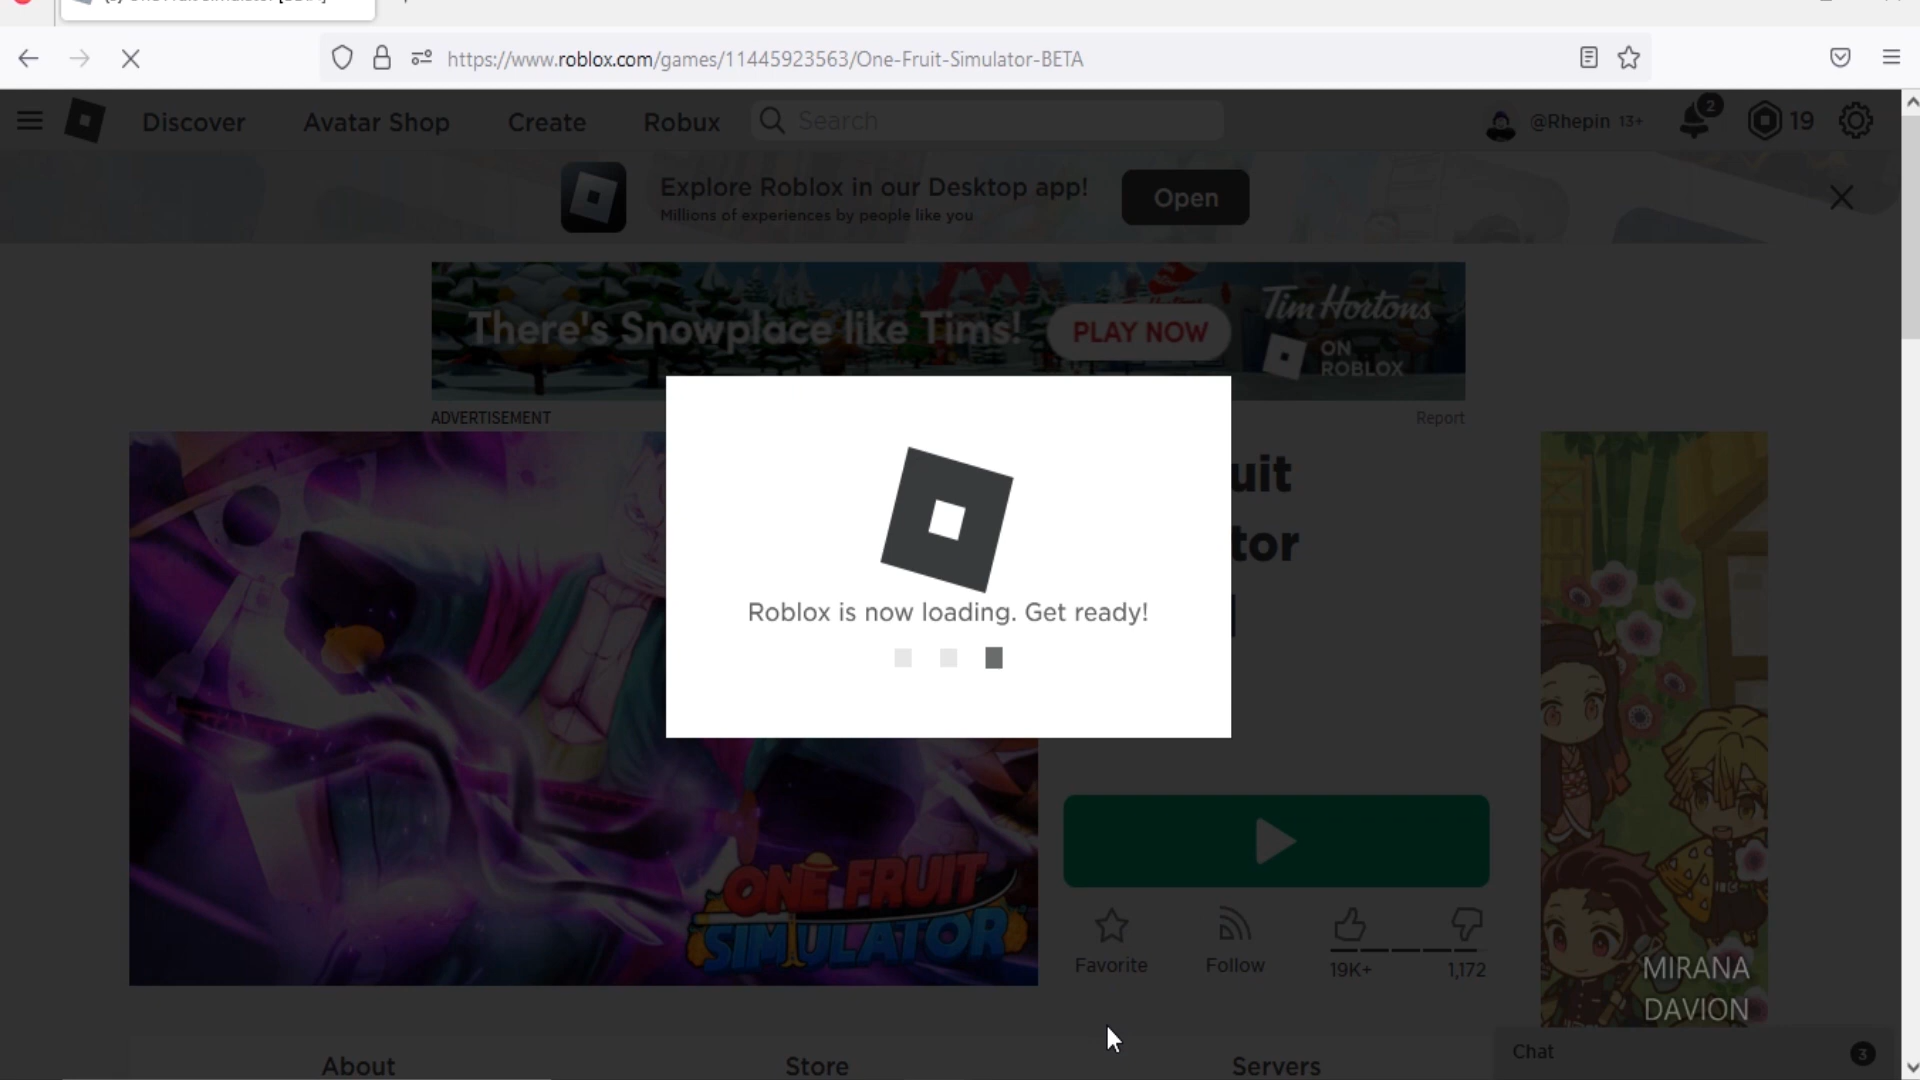 https://www.roblox.com/games/11445923563/One-Fruit-Simulator-BETA
Discover
Avatar Shop
Create
Robux
Search
@Rhepin 13+
2
19
Explore Roblox in our Desktop app!
Millions of experiences by people like you
Open
There's Snowplace like Tims!
PLAY NOW
Tim Hortons
ON
ROBLOX
ADVERTISEMENT
Report
uit
tor
Roblox is now loading. Get ready!
ONE FRUIT
SIMULATOR
Favorite
Follow
19K+
1,172
MIRANA
DAVION
About
Store
Servers
Chat
3